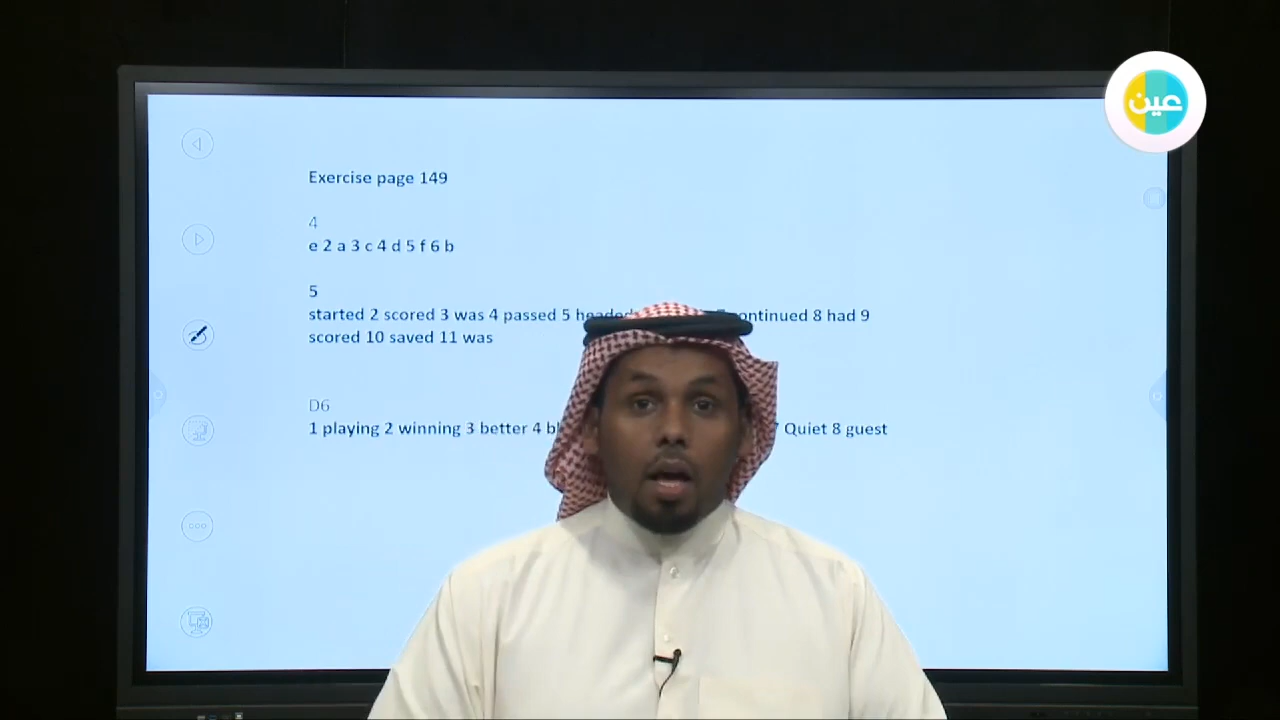 عين
Exercise page 149
4
e 2 a 3 c 4 d 5 f 6 b
5
started 2 scored 3 was 4 passed 5 continued 8 had 9
scored 10 saved 11 was
D6
1 playing 2 winning 3 better 4 Quiet 8 guest